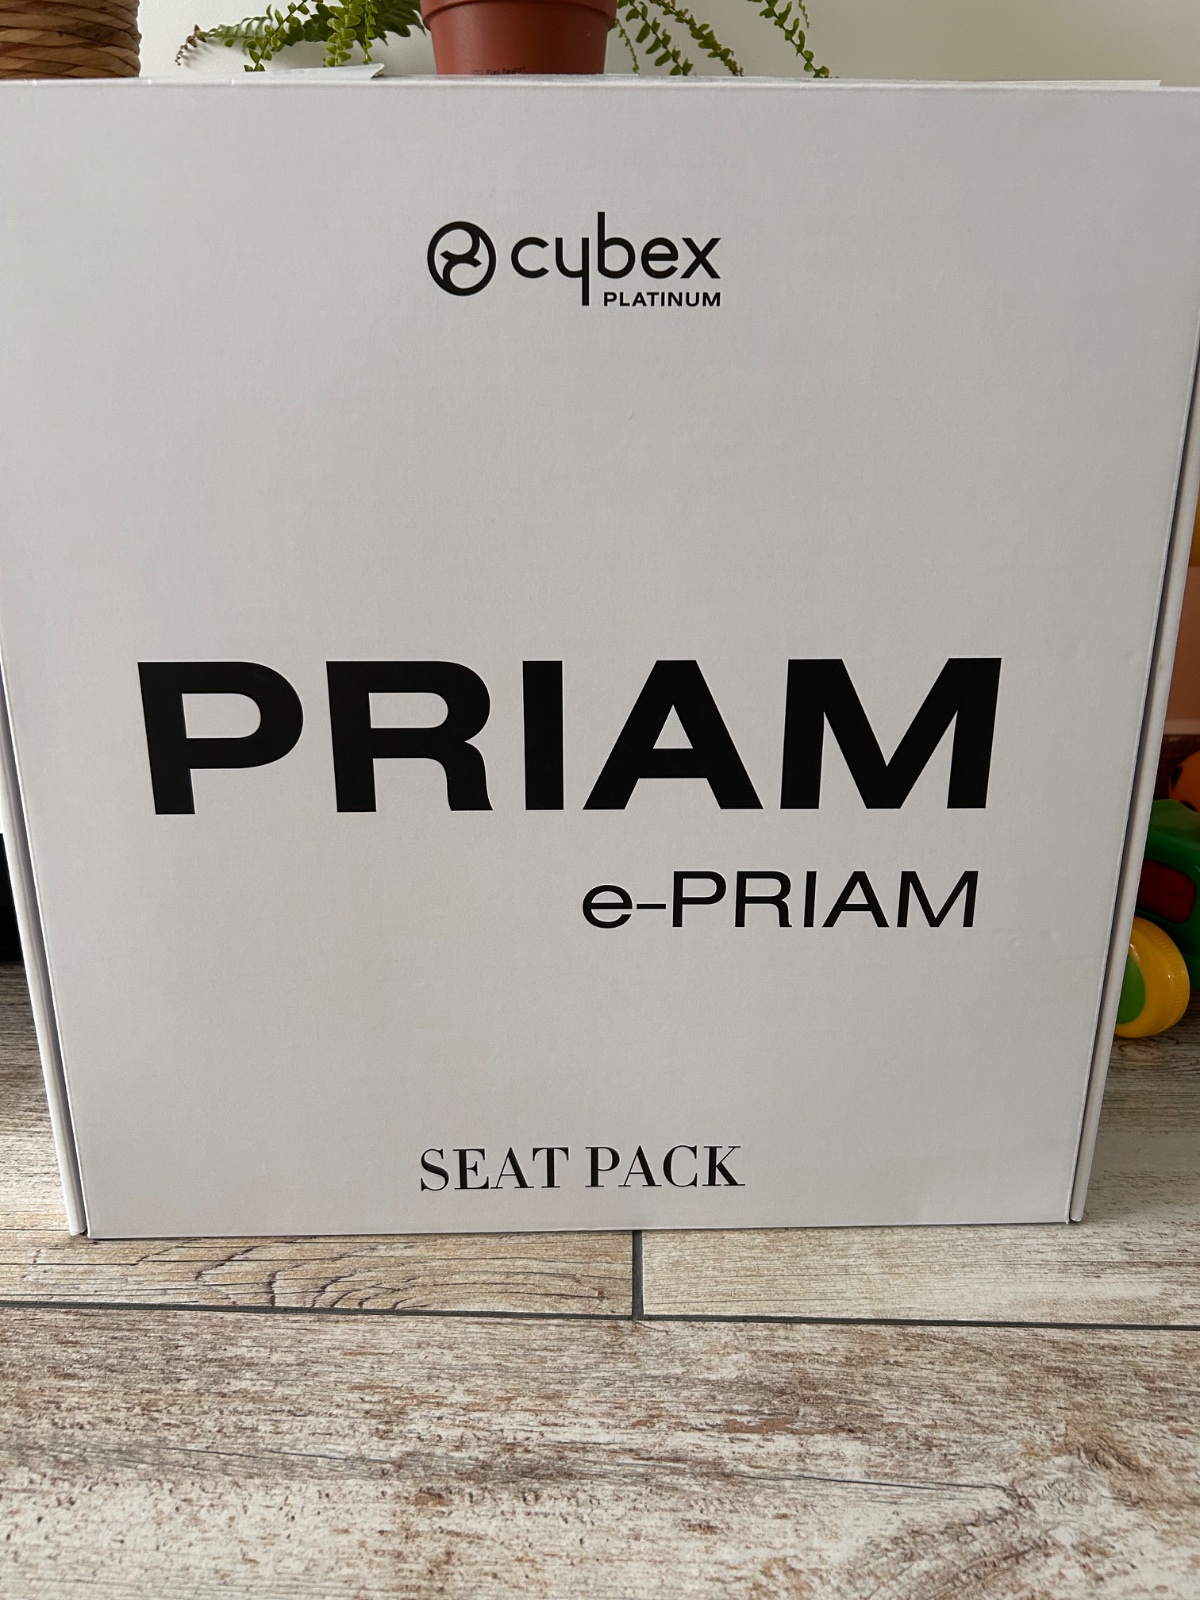 cybex
PLATINUM
PRIAM
e-PRIAM
SEAT PACK